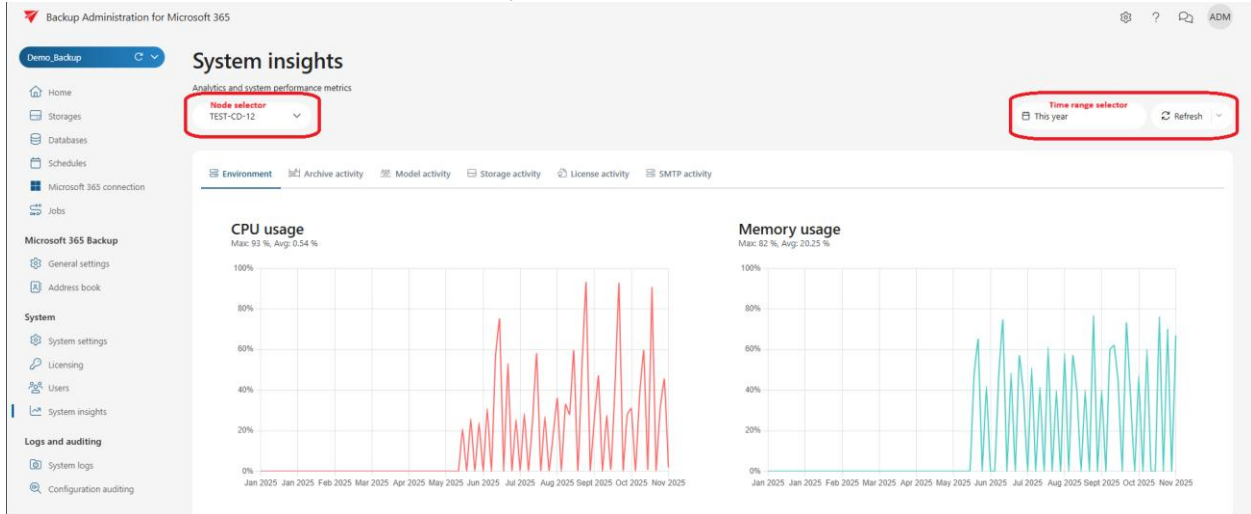 Backup Administration for Microsoft 365
ADM
Demo_Backup
Home
Storages
Databases
Schedules
Microsoft 365 connection
Jobs
Microsoft 365 Backup
General settings
Address book
System
System settings
Licensing
Users
System insights
Logs and auditing
System logs
Configuration auditing
System insights
Analytics and system performance metrics
Node selector
TEST-CD-12
Time range selector
This year
Refresh
Environment Archive activity Model activity Storage activity License activity SMTP activity
CPU usage
Max: 93 %, Avg: 0.54 %
100%
80%
60%
40%
20%
0%
Jan 2025 Jan 2025 Feb 2025 Mar 2025 Apr 2025 May 2025 Jun 2025 Jul 2025 Aug 2025 Sept 2025 Oct 2025 Nov 2025
Memory usage
Max: 82 %, Avg: 20.25 %
100%
80%
60%
40%
20%
0%
Jan 2025 Jan 2025 Feb 2025 Mar 2025 Apr 2025 May 2025 Jun 2025 Jul 2025 Aug 2025 Sept 2025 Oct 2025 Nov 2025